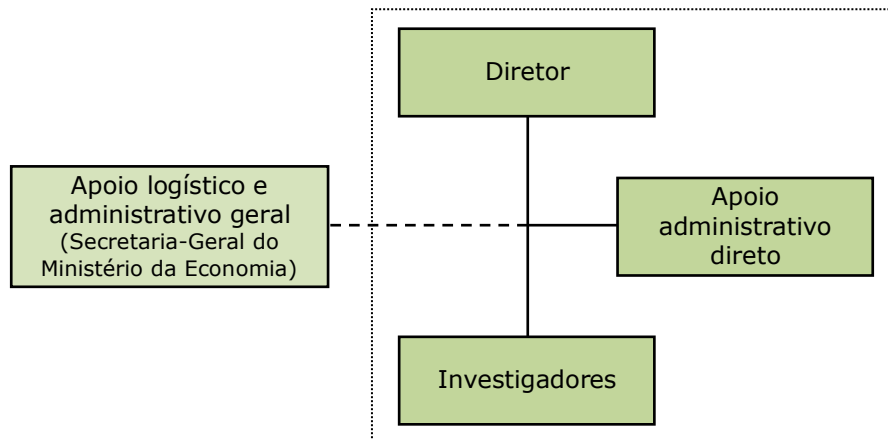 Diretor
Apoio logístico e
administrativo geral
(Secretaria-Geral do
Ministério da Economia)
Apoio
administrativo
direto
Investigadores